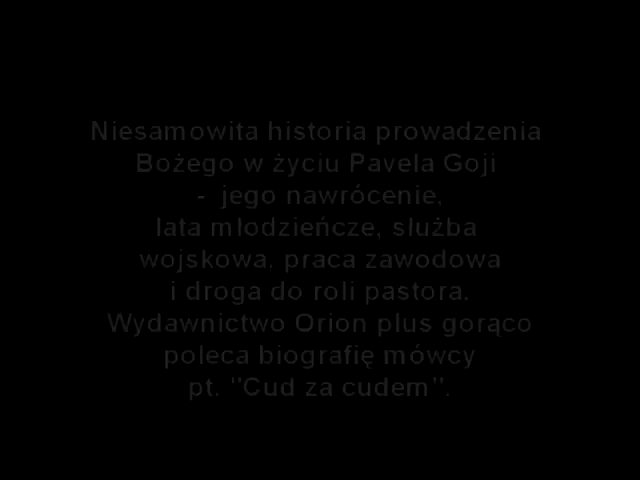 Niesamowita historia prowadzenia
Bożego w życiu Pavela Goji
- jego nawrócenie,
lata młodzieńcze, służba
wojskowa, praca zawodowa
i droga do roli pastora.
Wydawnictwo Orion plus gorąco
poleca biografię mówcy
pt. "Cud za cudem".